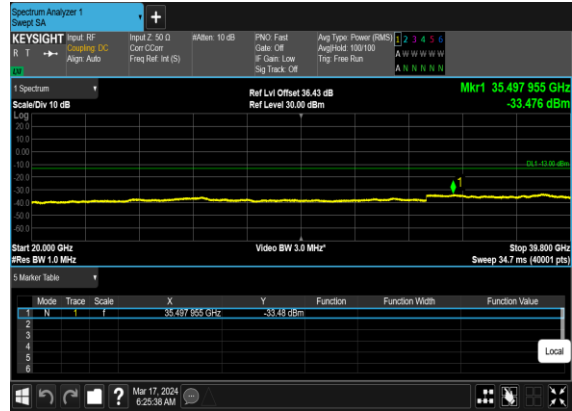 Spectrum Analyzer 1
Swept SA
+
KEYSIGHT Input: RF Input Z: 50 Ω #Atten: 10 dB PNO: Fast Avg Type: Power (RMS) 1 2 3 4 5 6
R T Coupling: DC Corr CCorr Gate: Off Avg|Hold: 100/100 A W W W W W
Align: Auto Freq Ref: Int (S) IF Gain: Low Trig: Free Run
LXI Sig Track: Off A N N N N N
1 Spectrum Ref Lvl Offset 36.43 dB Mkr1 35.497 955 GHz
Scale/Div 10 dB Ref Level 30.00 dBm -33.476 dBm
Log
20.0
10.0
0.00
-10.0 DL1 -13.00 dBm
-20.0 1
-30.0
-40.0
-50.0
-60.0
Start 20.000 GHz Video BW 3.0 MHz* Stop 39.800 GHz
#Res BW 1.0 MHz Sweep 34.7 ms (40001 pts)
5 Marker Table
Mode Trace Scale X Y Function Function Width Function Value
1 N 1 f 35.497 955 GHz -33.48 dBm
2
3
4
5
6
Local
? Mar 17, 2024
6:25:38 AM